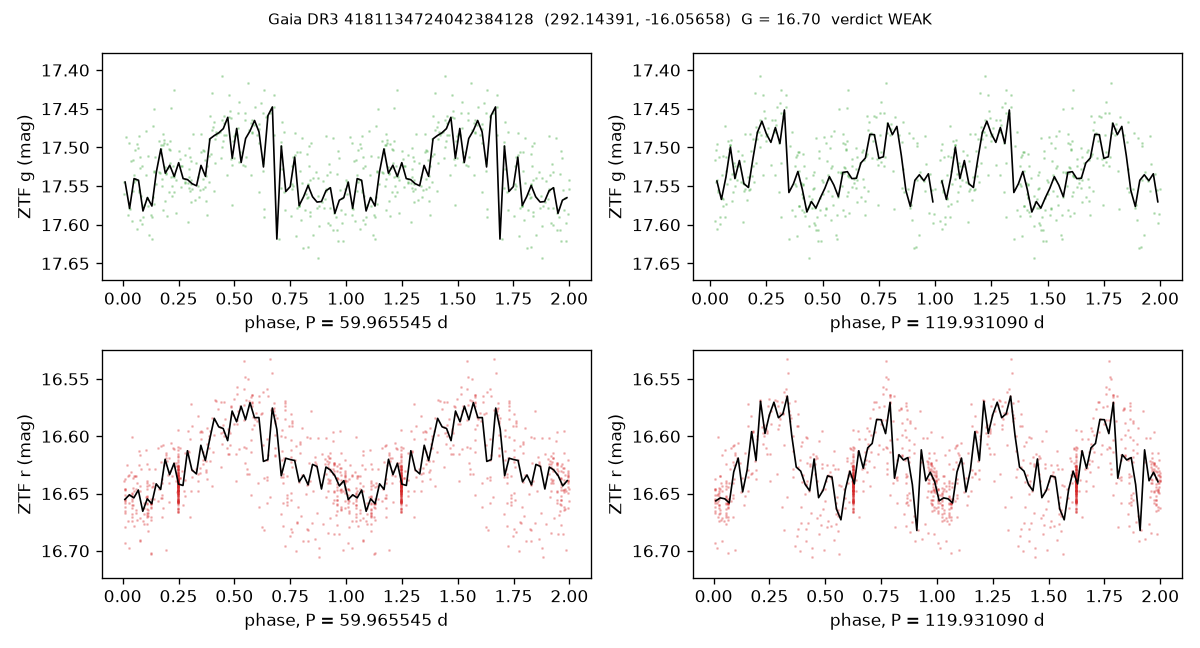 Gaia DR3 4181134724042384128  (292.14391, -16.05658)  G = 16.70  verdict WEAK
ZTF g (mag)
17.40
17.45
17.50
17.55
17.60
17.65
0.00 0.25 0.50 0.75 1.00 1.25 1.50 1.75 2.00
phase, P = 59.965545 d
ZTF g (mag)
17.40
17.45
17.50
17.55
17.60
17.65
0.00 0.25 0.50 0.75 1.00 1.25 1.50 1.75 2.00
phase, P = 119.931090 d
ZTF r (mag)
16.55
16.60
16.65
16.70
0.00 0.25 0.50 0.75 1.00 1.25 1.50 1.75 2.00
phase, P = 59.965545 d
ZTF r (mag)
16.55
16.60
16.65
16.70
0.00 0.25 0.50 0.75 1.00 1.25 1.50 1.75 2.00
phase, P = 119.931090 d